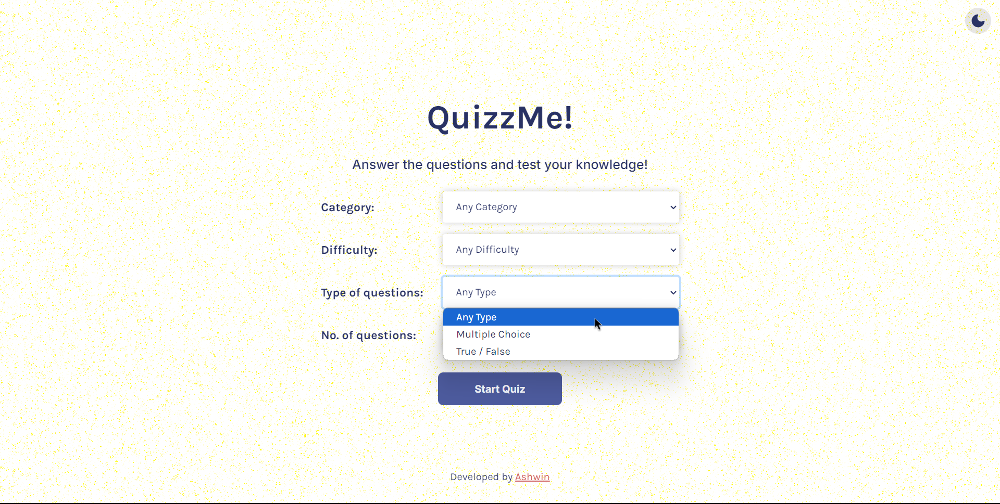 QuizzMe!
Answer the questions and test your knowledge!
Category: Any Category
Difficulty: Any Difficulty
Type of questions: Any Type
Any Type
Multiple Choice
No. of questions:
True / False
Start Quiz
Developed by Ashwin